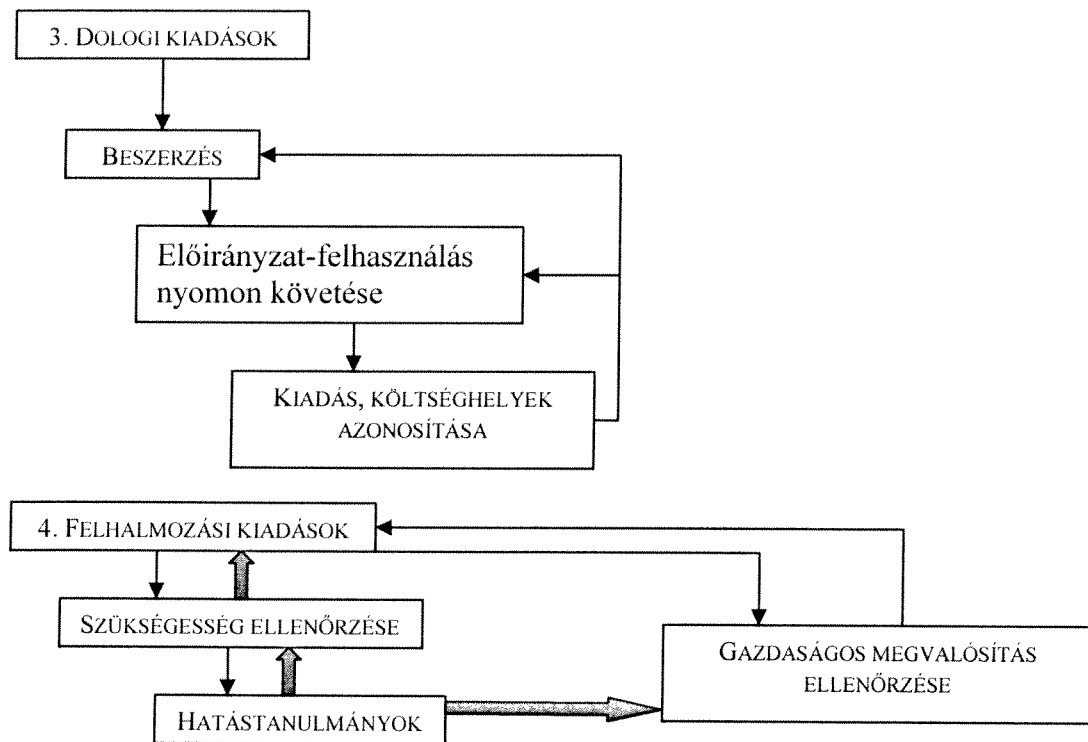 3. DOLOGI KIADÁSOK
BESZERZÉS
Előirányzat-felhasználás
nyomon követése
KIADÁS, KÖLTSÉGHELYEK
AZONOSÍTÁSA
4. FELHALMOZÁSI KIADÁSOK
SZÜKSÉGESSÉG ELLENŐRZÉSE
GAZDASÁGOS MEGVALÓSÍTÁS
ELLENŐRZÉSE
HATÁSTANULMÁNYOK